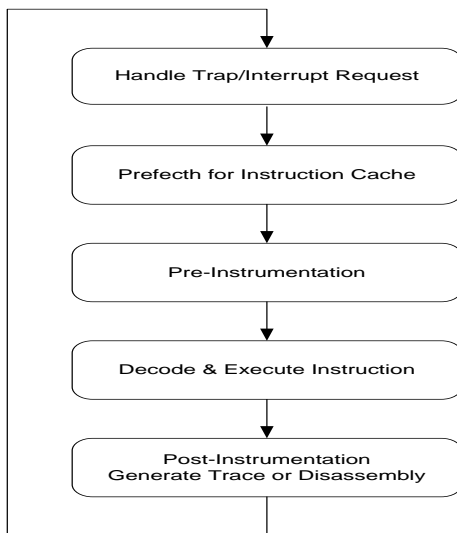 Handle Trap/Interrupt Request
Prefecth for Instruction Cache
Pre-Instrumentation
Decode & Execute Instruction
Post-Instrumentation
Generate Trace or Disassembly